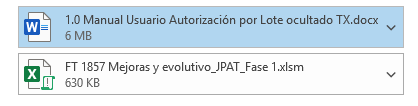 1.0 Manual Usuario Autorización por Lote ocultado TX.docx
6 MB
FT 1857 Mejoras y evolutivo_JPAT_Fase 1.xlsm
630 KB